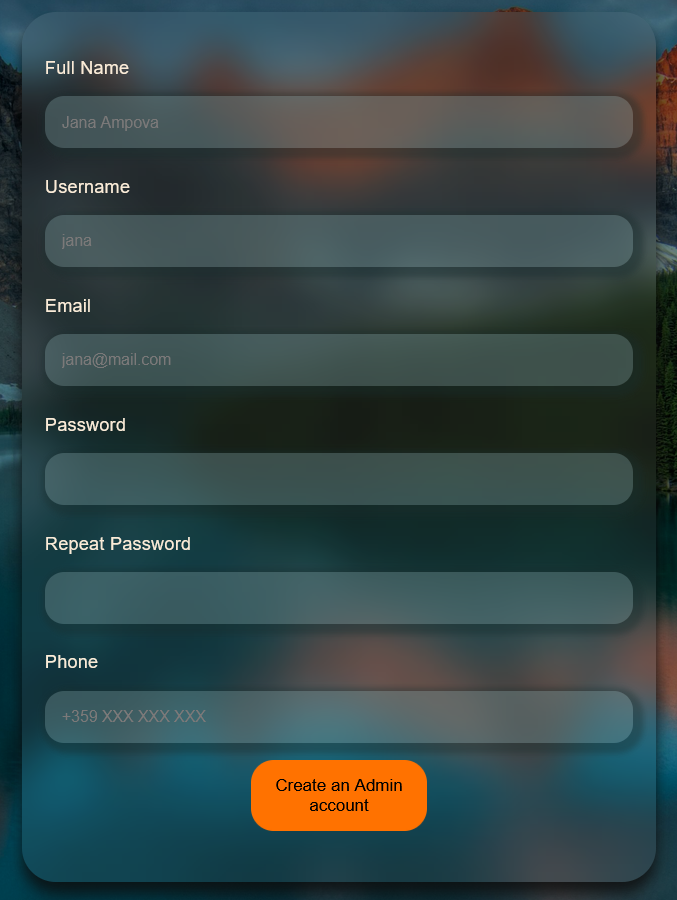 Full Name
Jana Ampova
Username
jana
Email
jana@mail.com
Password
Repeat Password
Phone
+359 XXX XXX XXX
Create an Admin
account